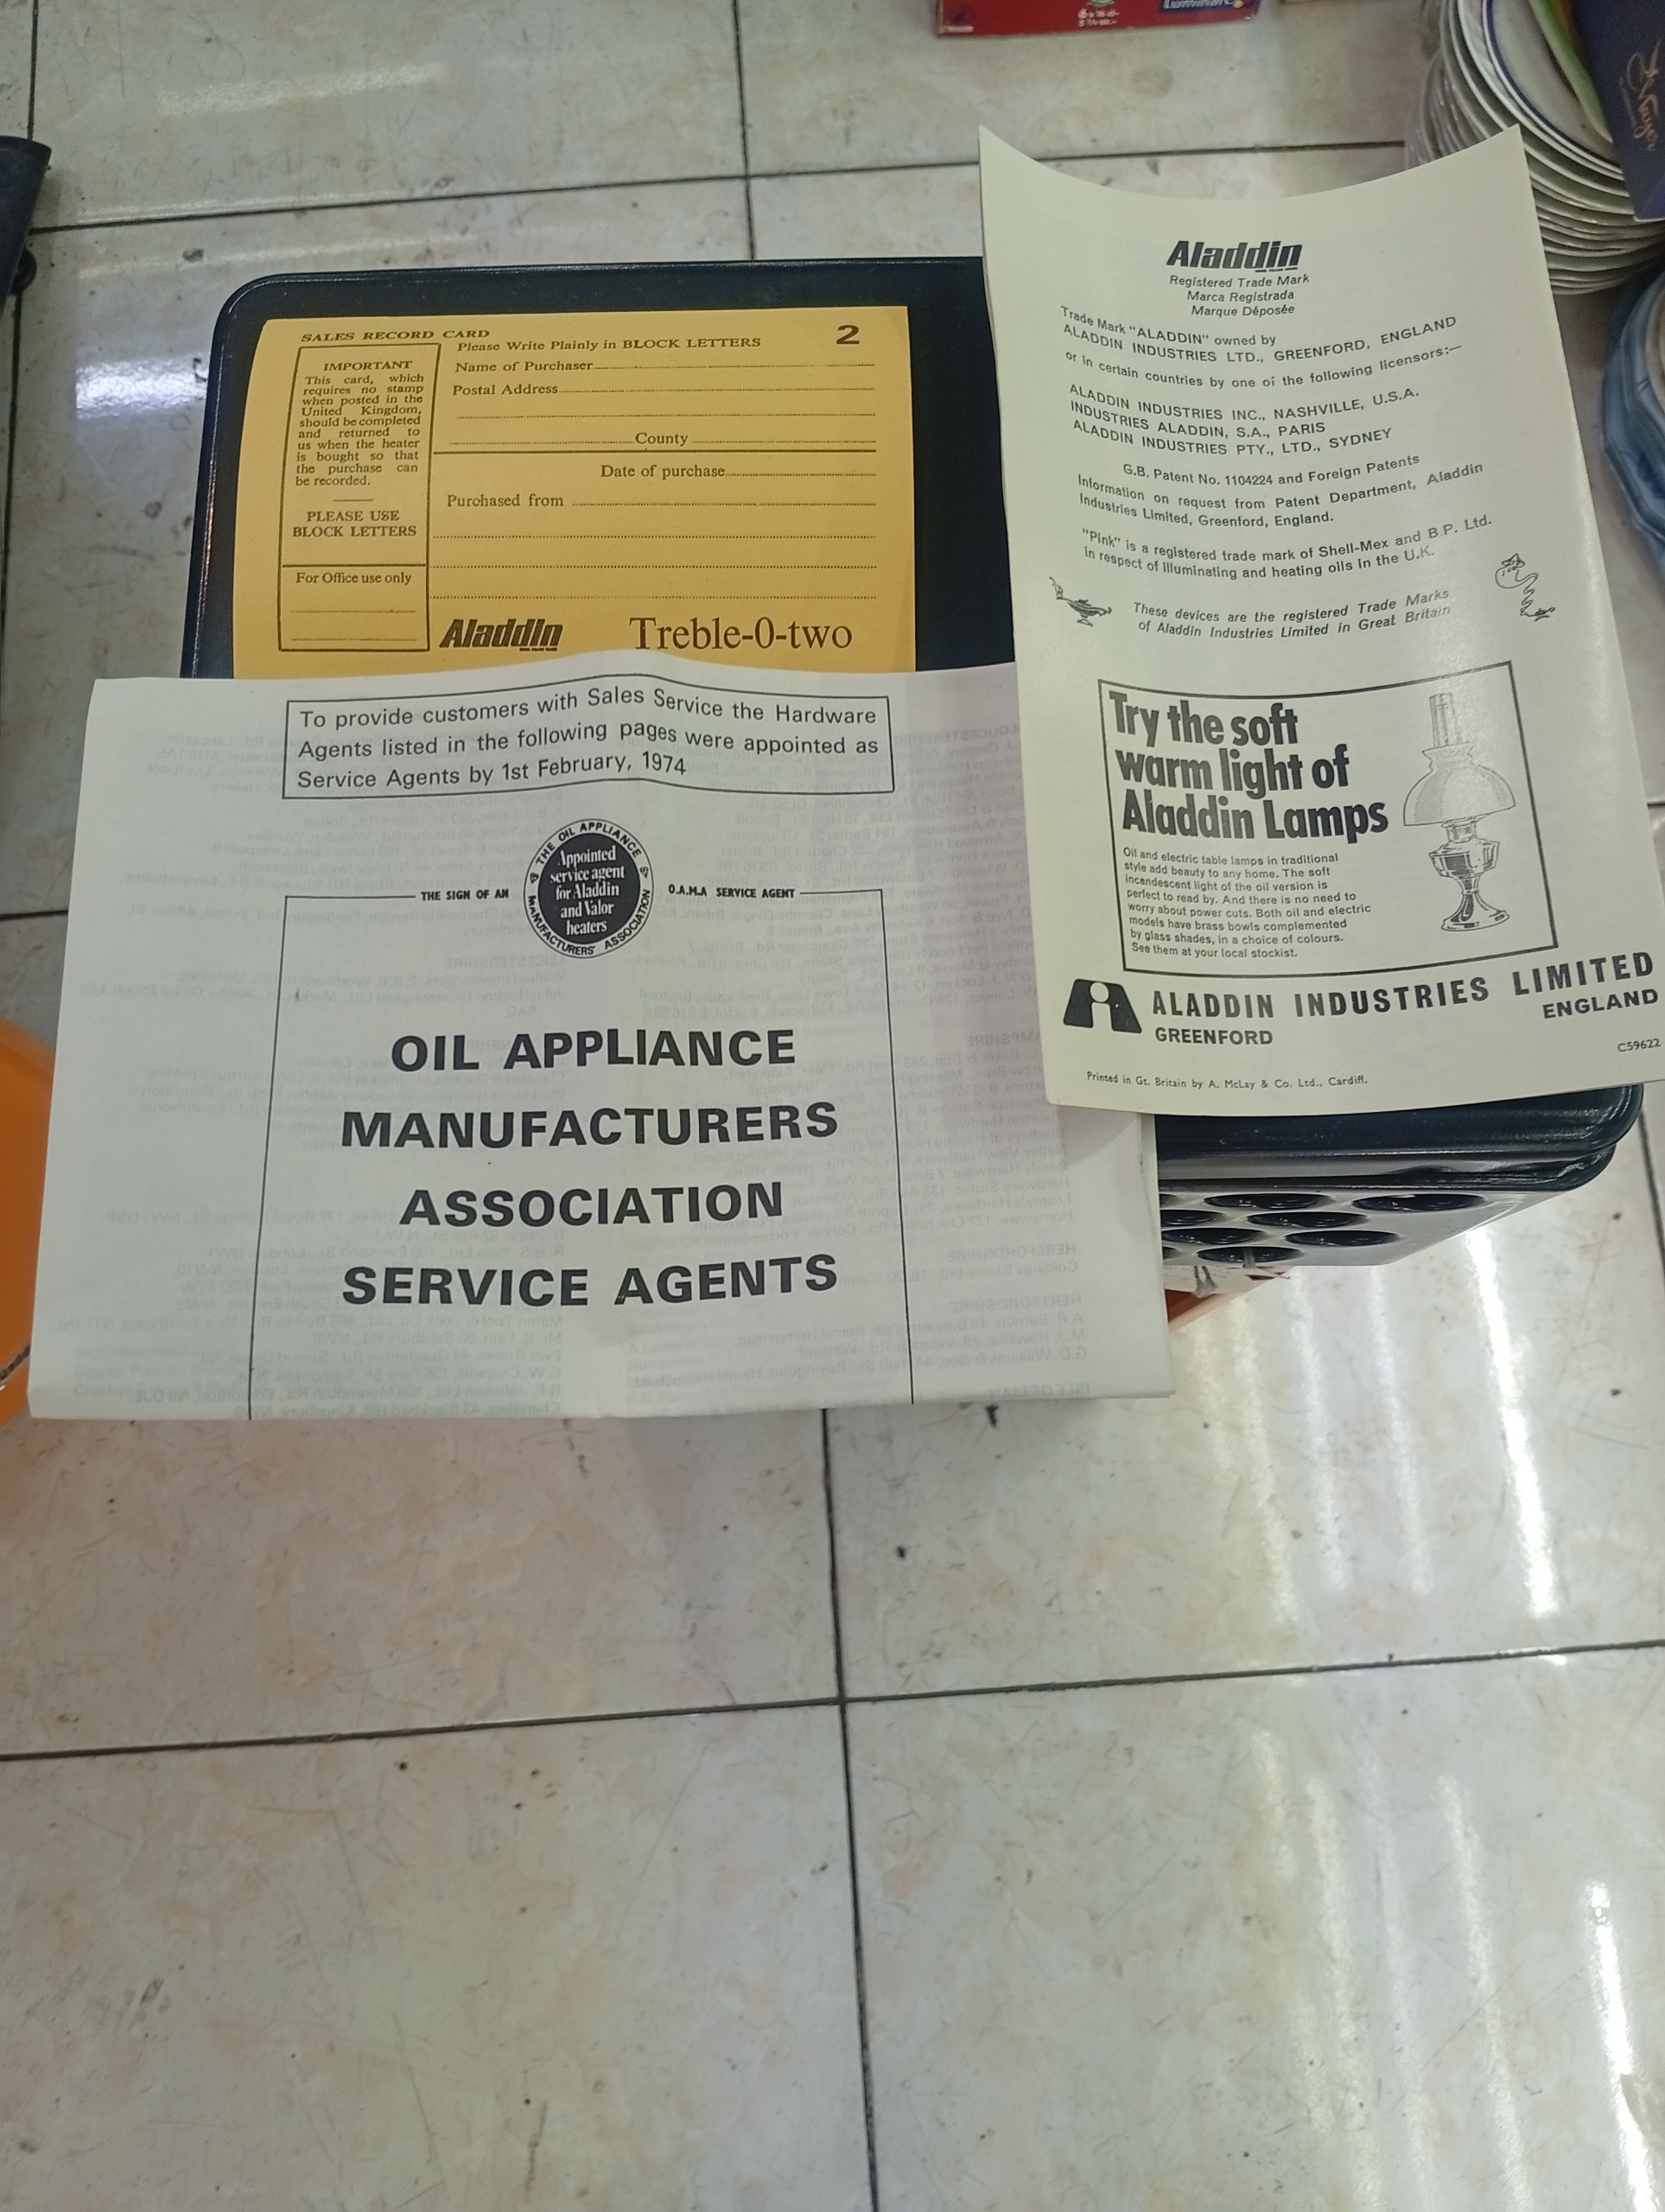 SALES RECORD CARD
2
IMPORTANT
This card, which
requires no stamp
when posted in the
United Kingdom,
should be completed
and returned to
us when the heater
is bought so that
the purchase can
be recorded.
PLEASE USE
BLOCK LETTERS
For Office use only
Please Write Plainly in BLOCK LETTERS
Name of Purchaser
Postal Address
County
Date of purchase
Purchased from
Aladdin Treble-0-two
To provide customers with Sales Service the Hardware
Agents listed in the following pages were appointed as
Service Agents by 1st February, 1974
THE SIGN OF AN
THE OIL APPLIANCE MANUFACTURERS' ASSOCIATION
Appointed
service agent
for Aladdin
and Valor
heaters
O.A.M.A SERVICE AGENT
OIL APPLIANCE
MANUFACTURERS
ASSOCIATION
SERVICE AGENTS
Aladdin
Registered Trade Mark
Marca Registrada
Marque Déposée
Trade Mark "ALADDIN" owned by
ALADDIN INDUSTRIES LTD., GREENFORD, ENGLAND
or in certain countries by one of the following licensors:—
ALADDIN INDUSTRIES INC., NASHVILLE, U.S.A.
INDUSTRIES ALADDIN, S.A., PARIS
ALADDIN INDUSTRIES PTY., LTD., SYDNEY
G.B. Patent No. 1104224 and Foreign Patents
Information on request from Patent Department, Aladdin
Industries Limited, Greenford, England.
"Pink" is a registered trade mark of Shell-Mex and B.P. Ltd.
in respect of illuminating and heating oils in the U.K.
These devices are the registered Trade Marks
of Aladdin Industries Limited in Great Britain
Try the soft
warm light of
Aladdin Lamps
Oil and electric table lamps in traditional
style add beauty to any home. The soft
incandescent light of the oil version is
perfect to read by. And there is no need to
worry about power cuts. Both oil and electric
models have brass bowls complemented
by glass shades, in a choice of colours.
See them at your local stockist.
ALADDIN INDUSTRIES LIMITED
GREENFORD ENGLAND
C59622
Printed in Gt. Britain by A. McLay & Co. Ltd., Cardiff.